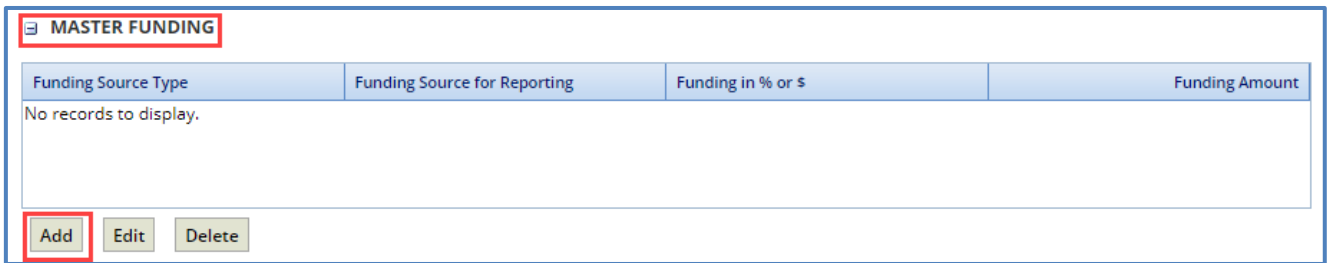 MASTER FUNDING
Funding Source Type Funding Source for Reporting Funding in % or $ Funding Amount
No records to display.
Add Edit Delete